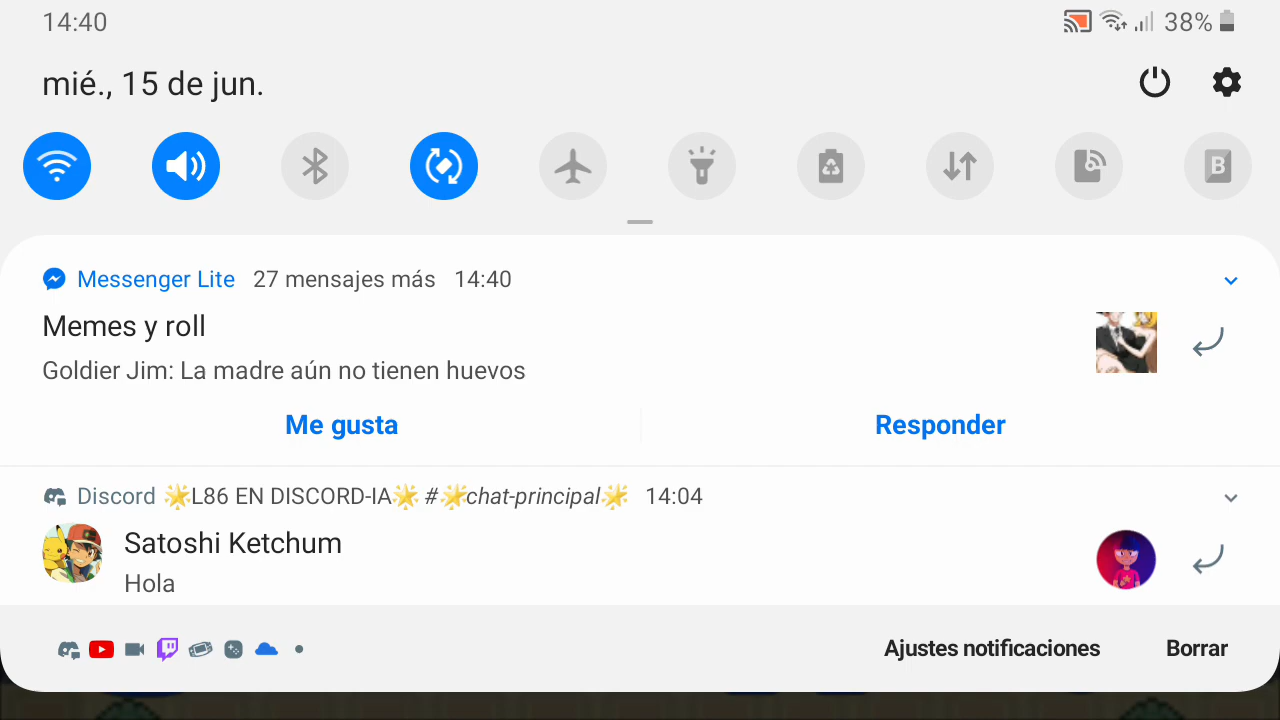 14:40
38%
mié., 15 de jun.
B
Messenger Lite 27 mensajes más 14:40
Memes y roll
Goldier Jim: La madre aún no tienen huevos
Me gusta Responder
Discord 🌟L86 EN DISCORD-IA🌟 #🌟chat-principal🌟 14:04
Satoshi Ketchum
Hola
Ajustes notificaciones Borrar